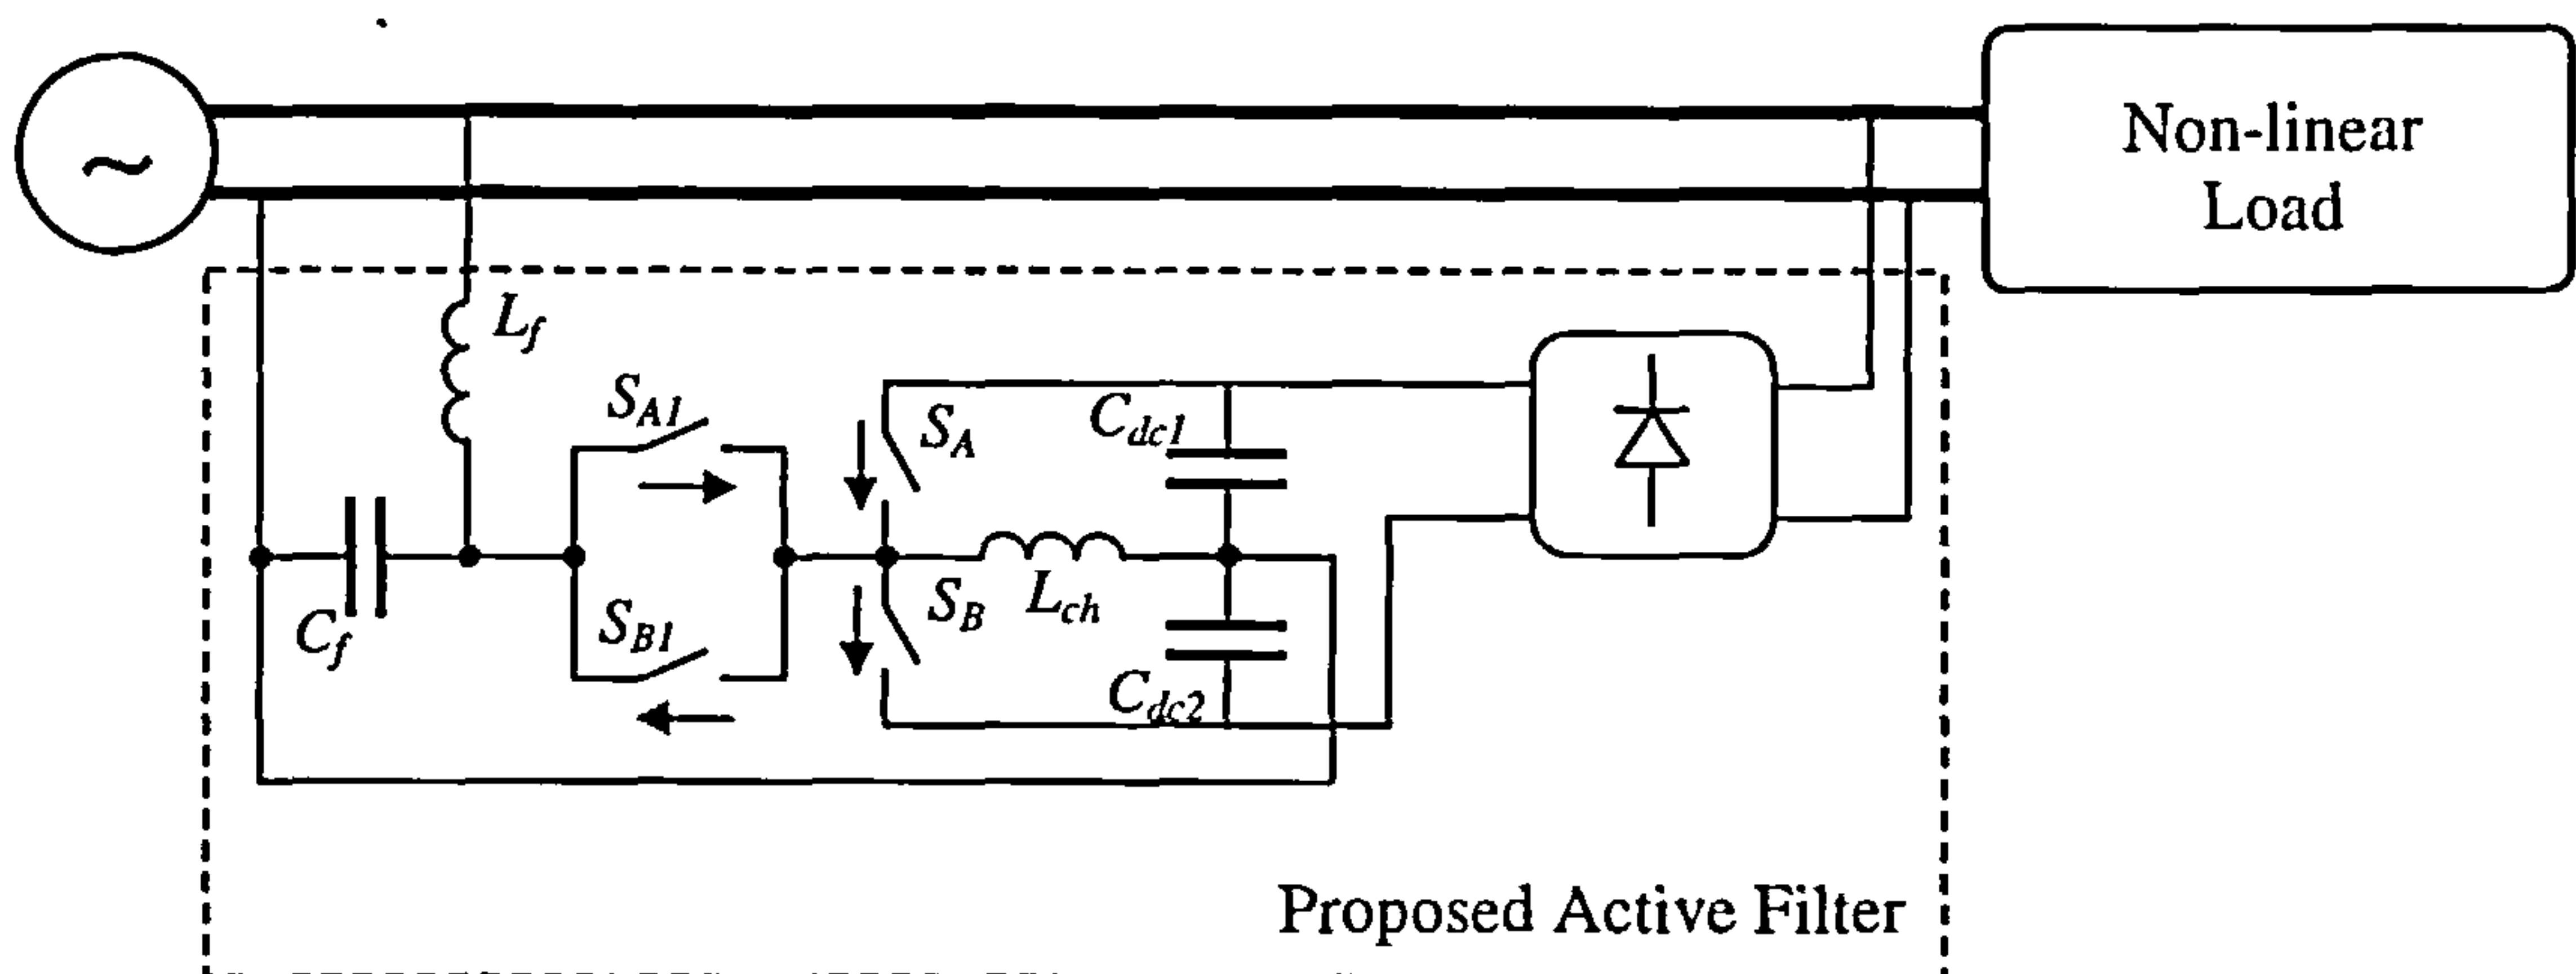 ~
Non-linear
Load
L_f
S_A1
S_A
C_dc1
S_B1
S_B
L_ch
C_f
C_dc2
Proposed Active Filter